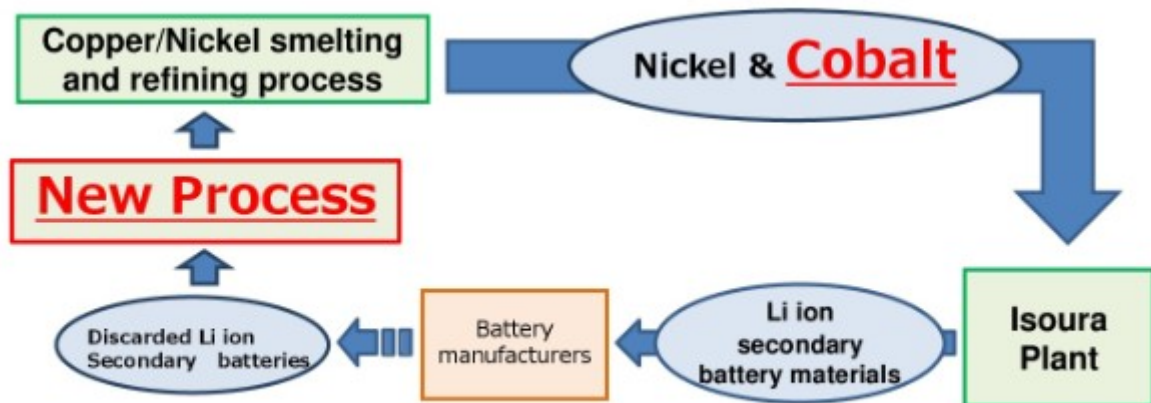 Copper/Nickel smelting
and refining process
Nickel & Cobalt
New Process
Discarded Li ion
Secondary batteries
Battery
manufacturers
Li ion
secondary
battery materials
Isoura
Plant